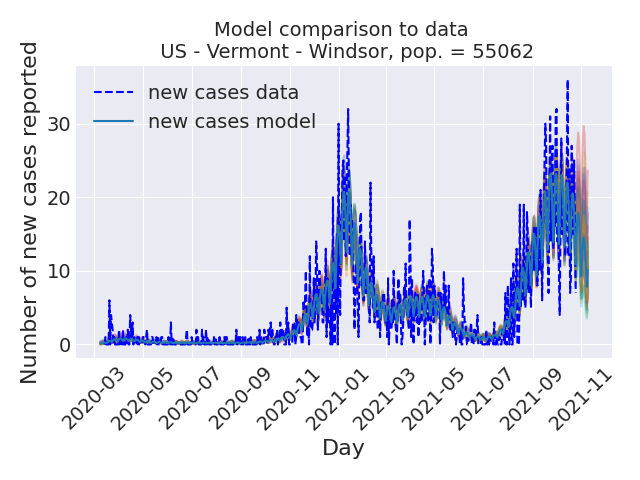 Model comparison to data
US - Vermont - Windsor, pop. = 55062
Number of new cases reported
new cases data
new cases model
30
20
10
0
2020-03
2020-05
2020-07
2020-09
2020-11
2021-01
2021-03
2021-05
2021-07
2021-09
2021-11
Day